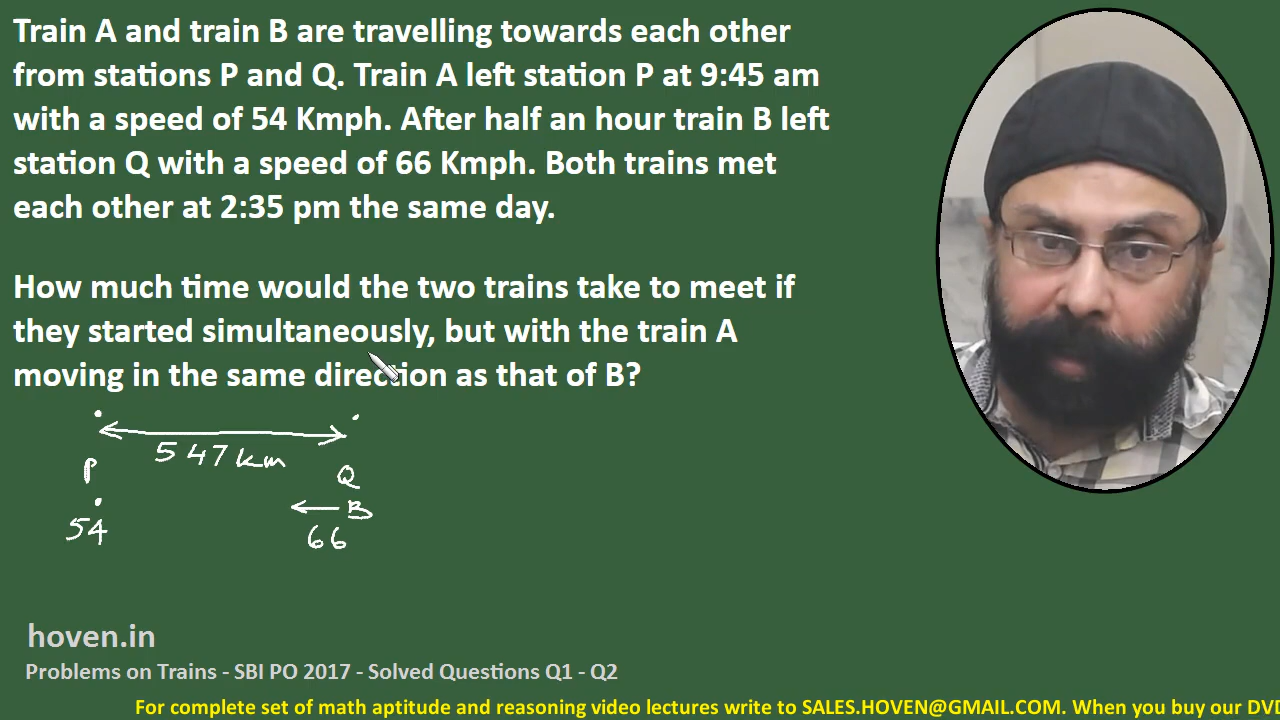 Train A and train B are travelling towards each other
from stations P and Q. Train A left station P at 9:45 am
with a speed of 54 Kmph. After half an hour train B left
station Q with a speed of 66 Kmph. Both trains met
each other at 2:35 pm the same day.
How much time would the two trains take to meet if
they started simultaneously, but with the train A
moving in the same direction as that of B?
547 km
P Q
B
54 66
hoven.in
Problems on Trains - SBI PO 2017 - Solved Questions Q1 - Q2
For complete set of math aptitude and reasoning video lectures write to SALES.HOVEN@GMAIL.COM. When you buy our